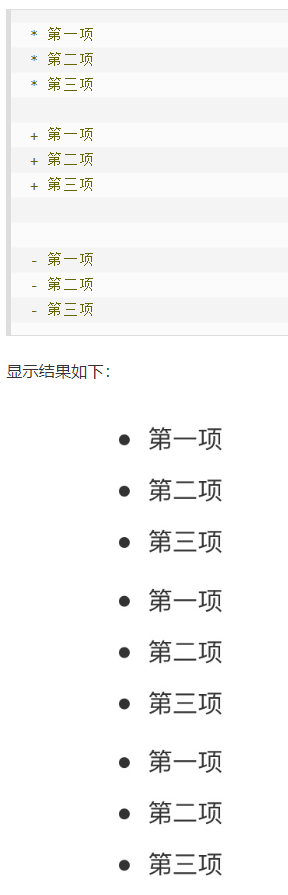 * 第一项
* 第二项
* 第三项
+ 第一项
+ 第二项
+ 第三项
- 第一项
- 第二项
- 第三项
显示结果如下：
• 第一项
• 第二项
• 第三项
• 第一项
• 第二项
• 第三项
• 第一项
• 第二项
• 第三项